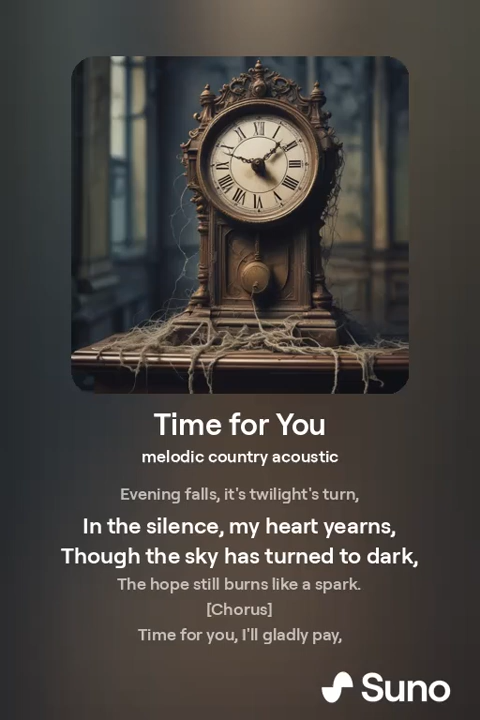 Time for You
melodic country acoustic
Evening falls, it's twilight's turn,
In the silence, my heart yearns,
Though the sky has turned to dark,
The hope still burns like a spark.
[Chorus]
Time for you, I'll gladly pay,
Suno